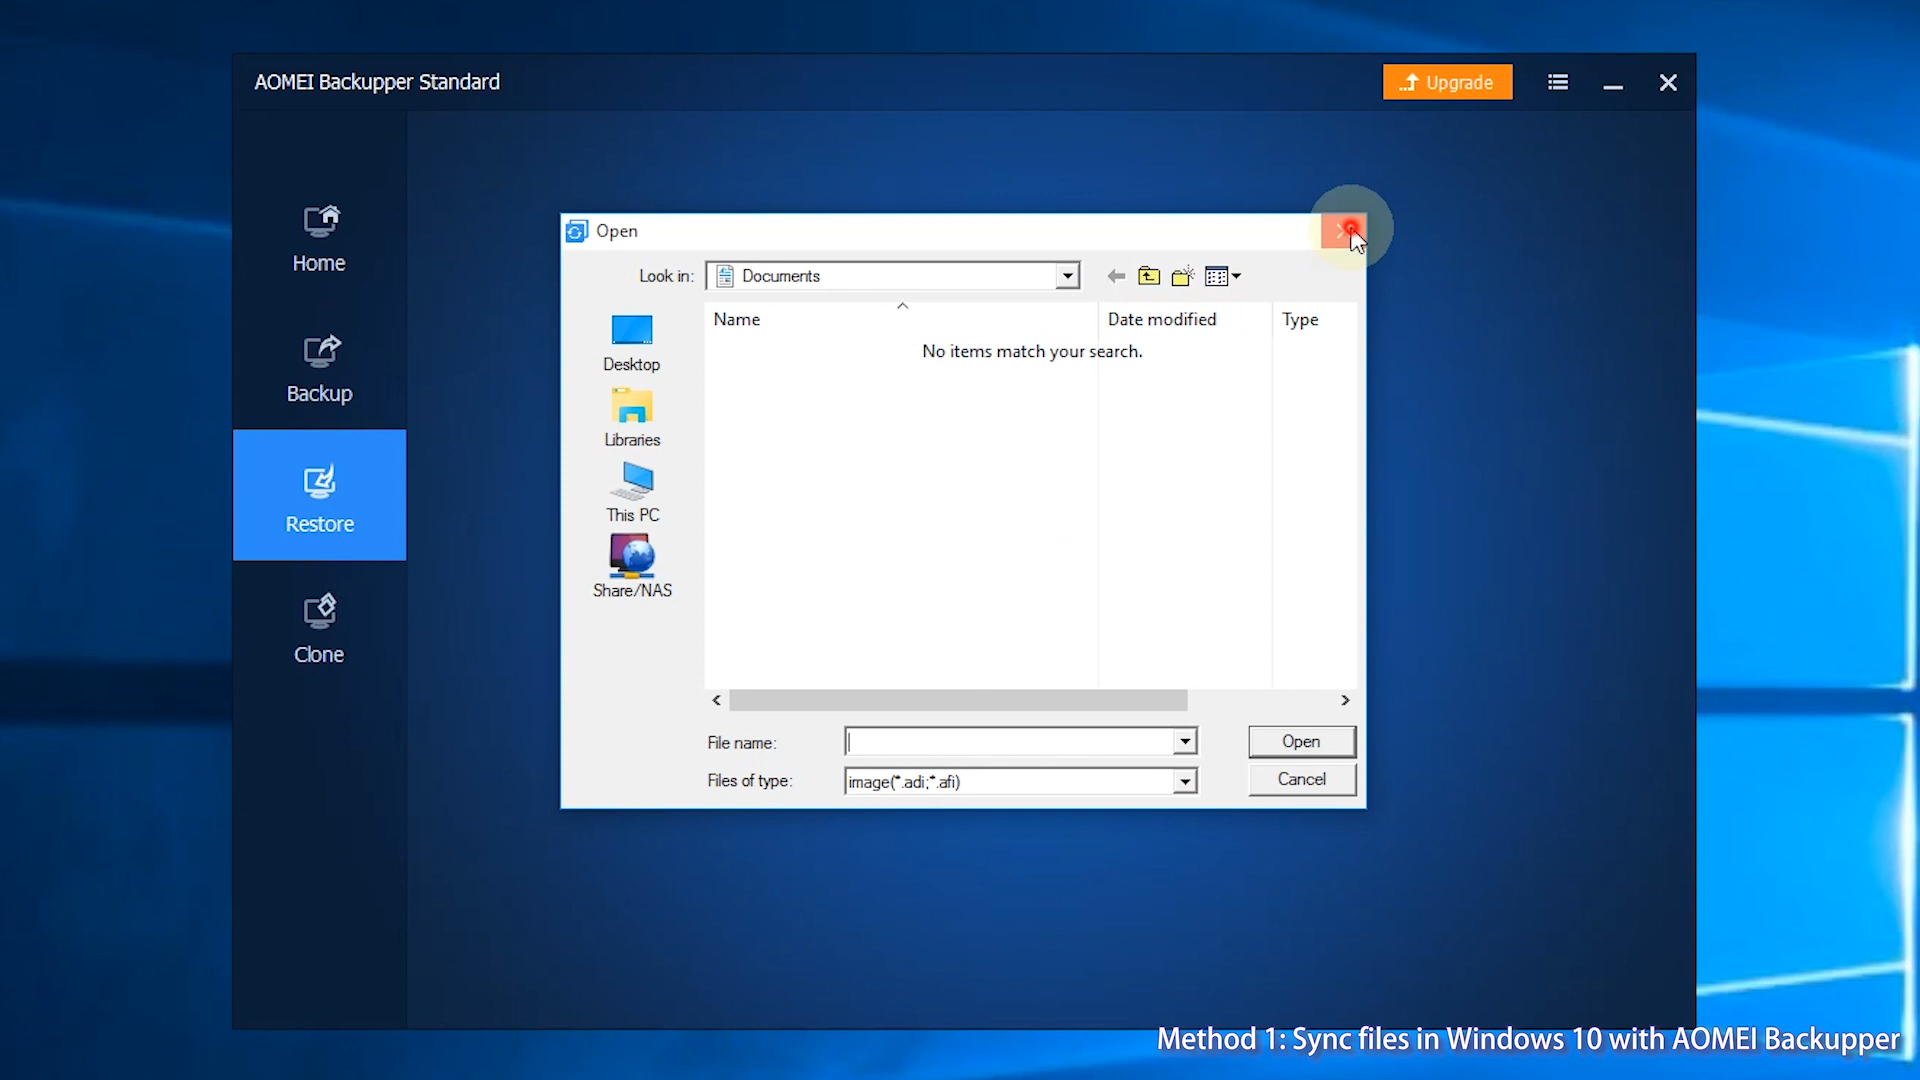 AOMEI Backupper Standard
Upgrade
Home
Backup
Restore
Clone
Open
Look in:
Documents
Name
Date modified
Type
No items match your search.
Desktop
Libraries
This PC
Share/NAS
File name:
Open
Files of type:
image(*.adi;*.afi)
Cancel
Method 1: Sync files in Windows 10 with AOMEI Backupper